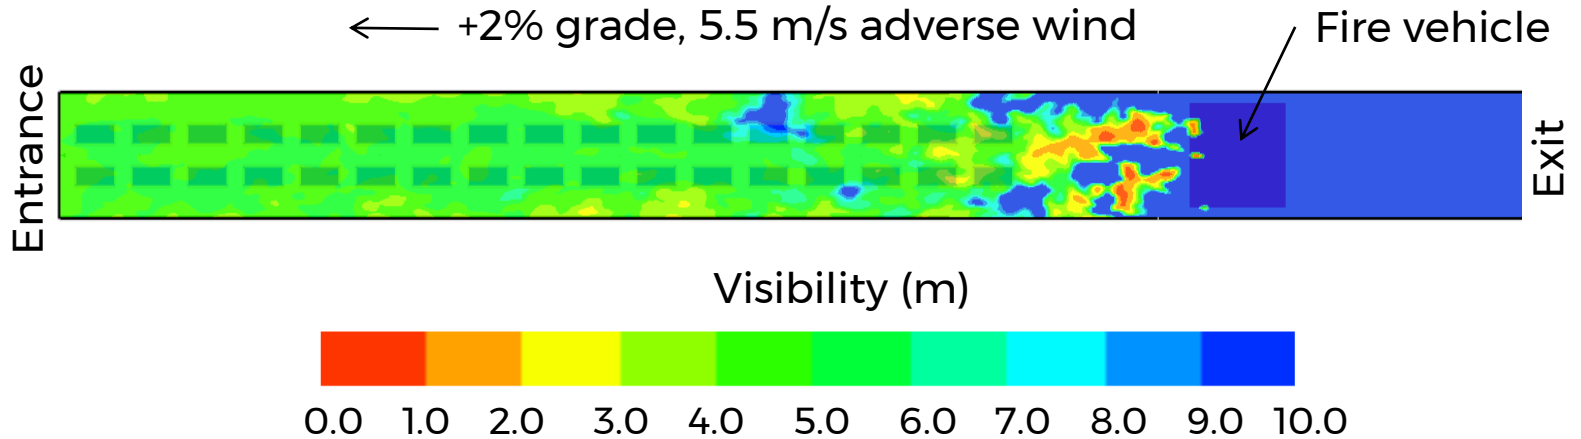 +2% grade, 5.5 m/s adverse wind
Fire vehicle
Entrance
Exit
Visibility (m)
0.0 1.0 2.0 3.0 4.0 5.0 6.0 7.0 8.0 9.0 10.0